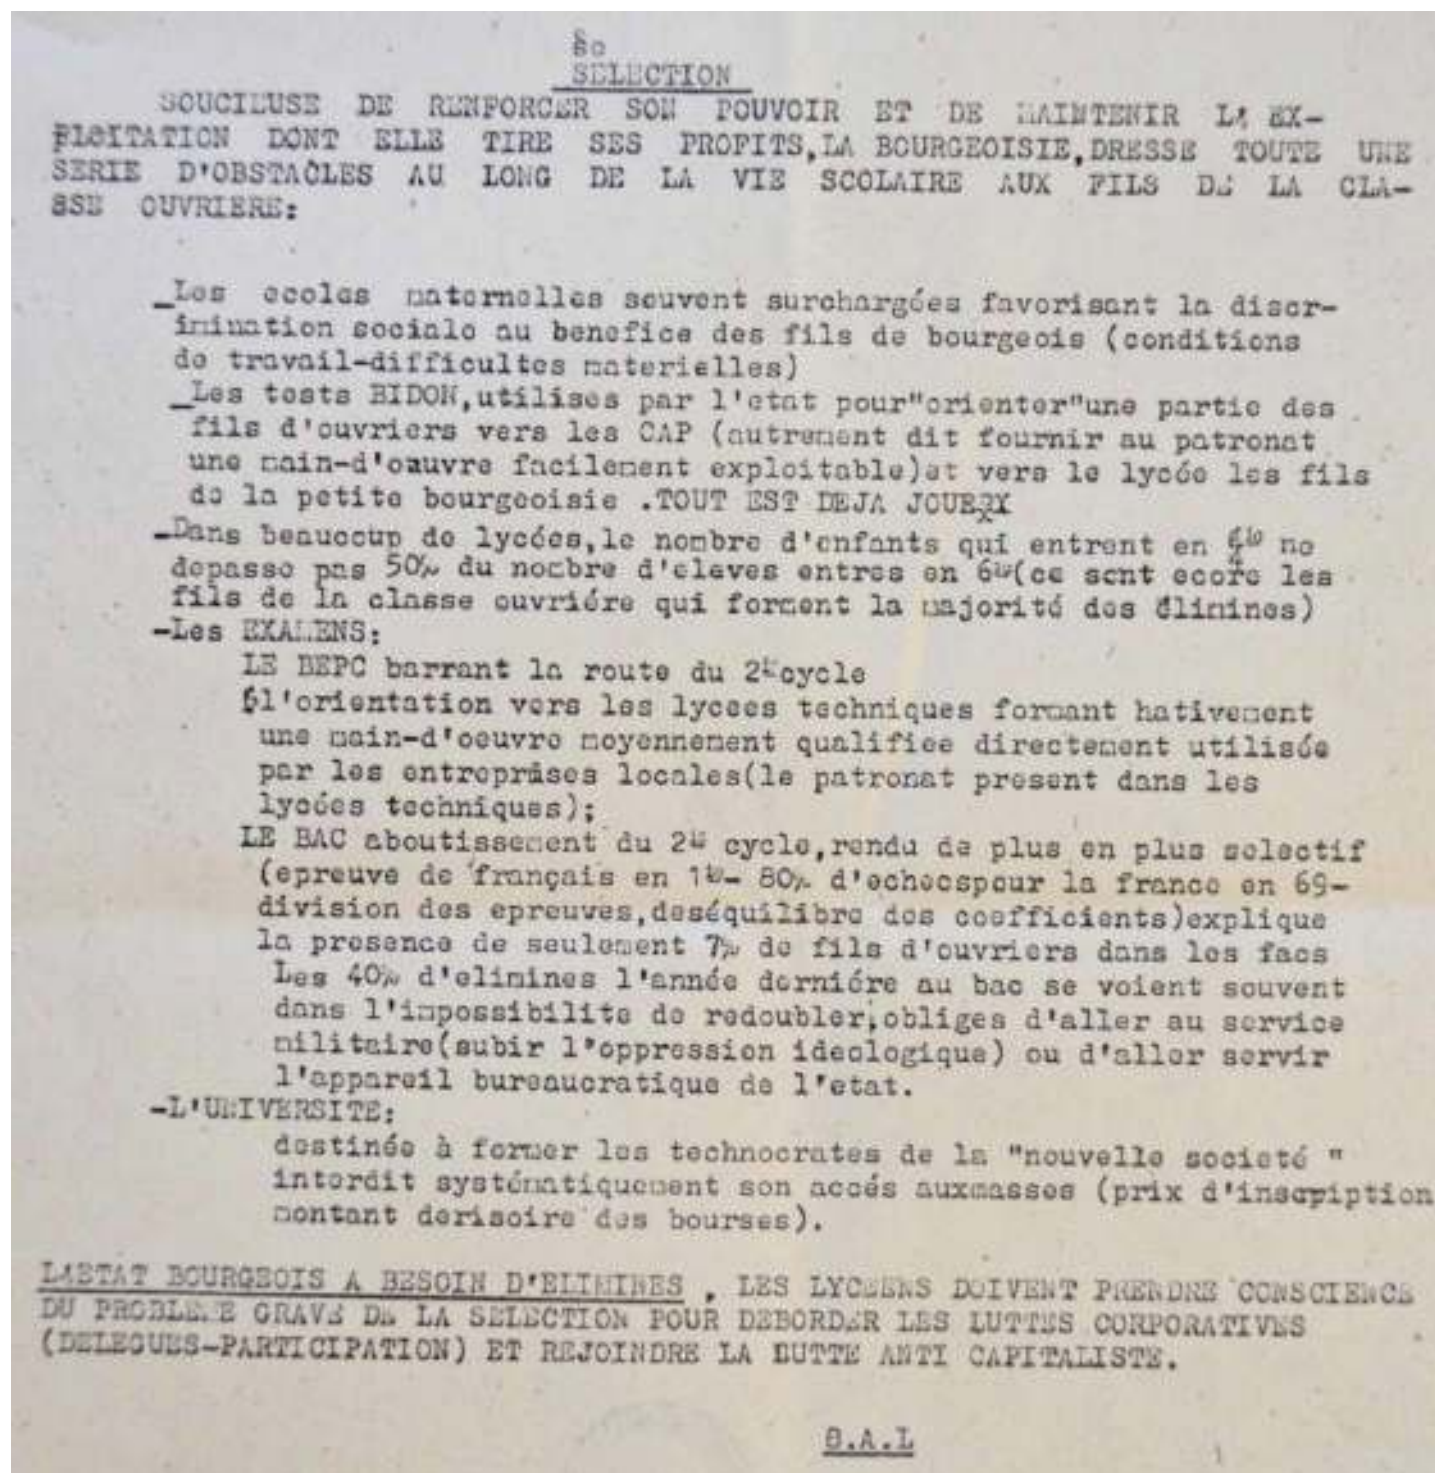 SELECTION
SOUCIEUSE DE RENFORCER SON POUVOIR ET DE MAINTENIR L' EX-
PLOITATION DONT ELLE TIRE SES PROFITS,LA BOURGEOISIE,DRESSE TOUTE UNE
SERIE D'OBSTACLES AU LONG DE LA VIE SCOLAIRE AUX FILS DE LA CLA-
SSE OUVRIERE:
_Les ecoles maternelles souvent surchargées favorisant la discr-
imination sociale au benefice des fils de bourgeois (conditions
de travail-difficultes materielles)
_Les tests BIDON,utilises par l'etat pour"orienter"une partie des
fils d'ouvriers vers les CAP (autrement dit fournir au patronat
une main-d'oauvre facilement exploitable)et vers le lycée les fils
de la petite bourgeoisie .TOUT EST DEJA JOUE
-Dans beaucoup de lycées,le nombre d'enfants qui entrent en ne
depasse pas 50% du nombre d'eleves entres en 6e(ce sont ecore les
fils de la classe ouvriére qui forment la majorité des élimines)
-Les EXAMENS:
LE BEPC barrant la route du 2e cycle
l'orientation vers les lycees techniques formant hativement
une main-d'oeuvre moyennement qualifiee directement utilisée
par les entreprises locales(le patronat present dans les
lycées techniques);
LE BAC aboutissement du 2e cycle,rendu de plus en plus selectif
(epreuve de français en 1e- 80% d'echecspour la france en 69-
division des epreuves,deséquilibre des coefficients)explique
la presence de seulement 7% de fils d'ouvriers dans les facs
Les 40% d'elimines l'année derniére au bac se voient souvent
dans l'impossibilite de redoubler,obliges d'aller au service
militaire(subir l'oppression ideologique) ou d'aller servir
l'appareil bureaucratique de l'etat.
-L'UNIVERSITE:
destinée à former les technocrates de la "nouvelle societé "
interdit systématiquement son accés auxmasses (prix d'inscription
montant derisoire des bourses).
L'ETAT BOURGEOIS A BESOIN D'ELIMINES . LES LYCEENS DOIVENT PRENDRE CONSCIENCE
DU PROBLEME GRAVE DE LA SELECTION POUR DEBORDER LES LUTTES CORPORATIVES
(DELEGUES-PARTICIPATION) ET REJOINDRE LA LUTTE ANTI CAPITALISTE.
C.A.L